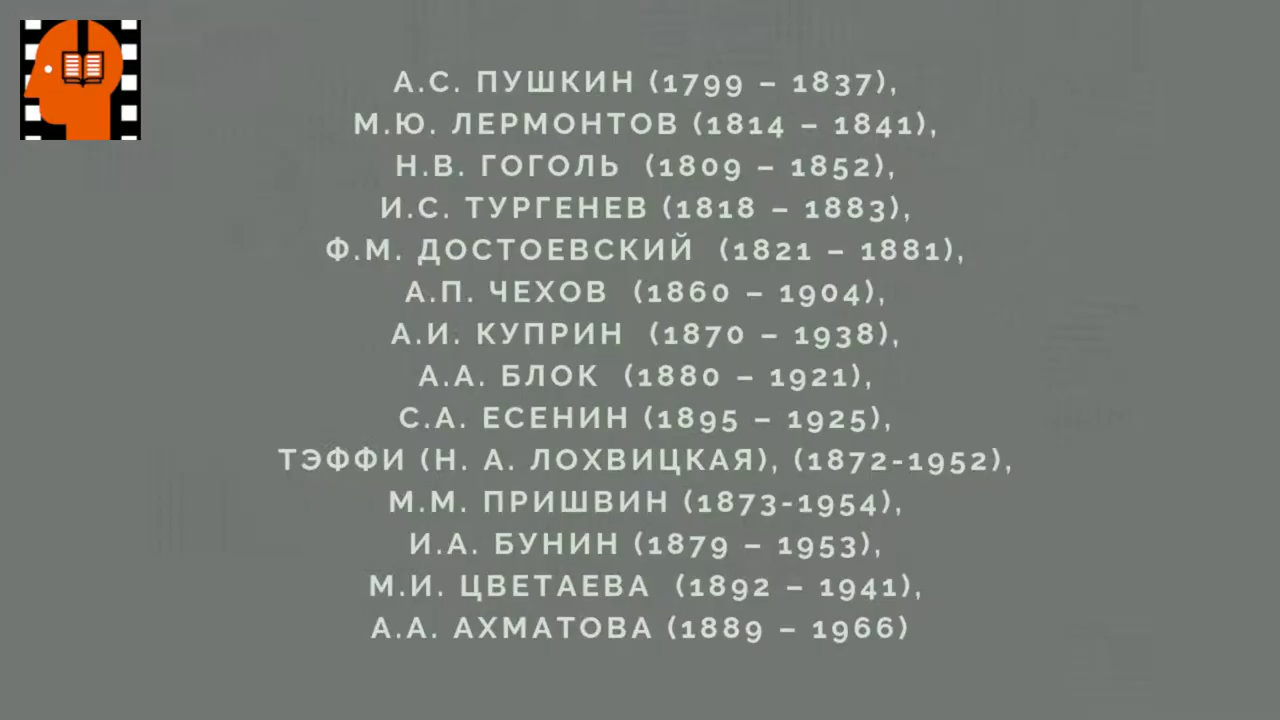 А.С. ПУШКИН (1799 – 1837),
М.Ю. ЛЕРМОНТОВ (1814 – 1841),
Н.В. ГОГОЛЬ (1809 – 1852),
И.С. ТУРГЕНЕВ (1818 – 1883),
Ф.М. ДОСТОЕВСКИЙ (1821 – 1881),
А.П. ЧЕХОВ (1860 – 1904),
А.И. КУПРИН (1870 – 1938),
А.А. БЛОК (1880 – 1921),
С.А. ЕСЕНИН (1895 – 1925),
ТЭФФИ (Н. А. ЛОХВИЦКАЯ), (1872-1952),
М.М. ПРИШВИН (1873-1954),
И.А. БУНИН (1879 – 1953),
М.И. ЦВЕТАЕВА (1892 – 1941),
А.А. АХМАТОВА (1889 – 1966)